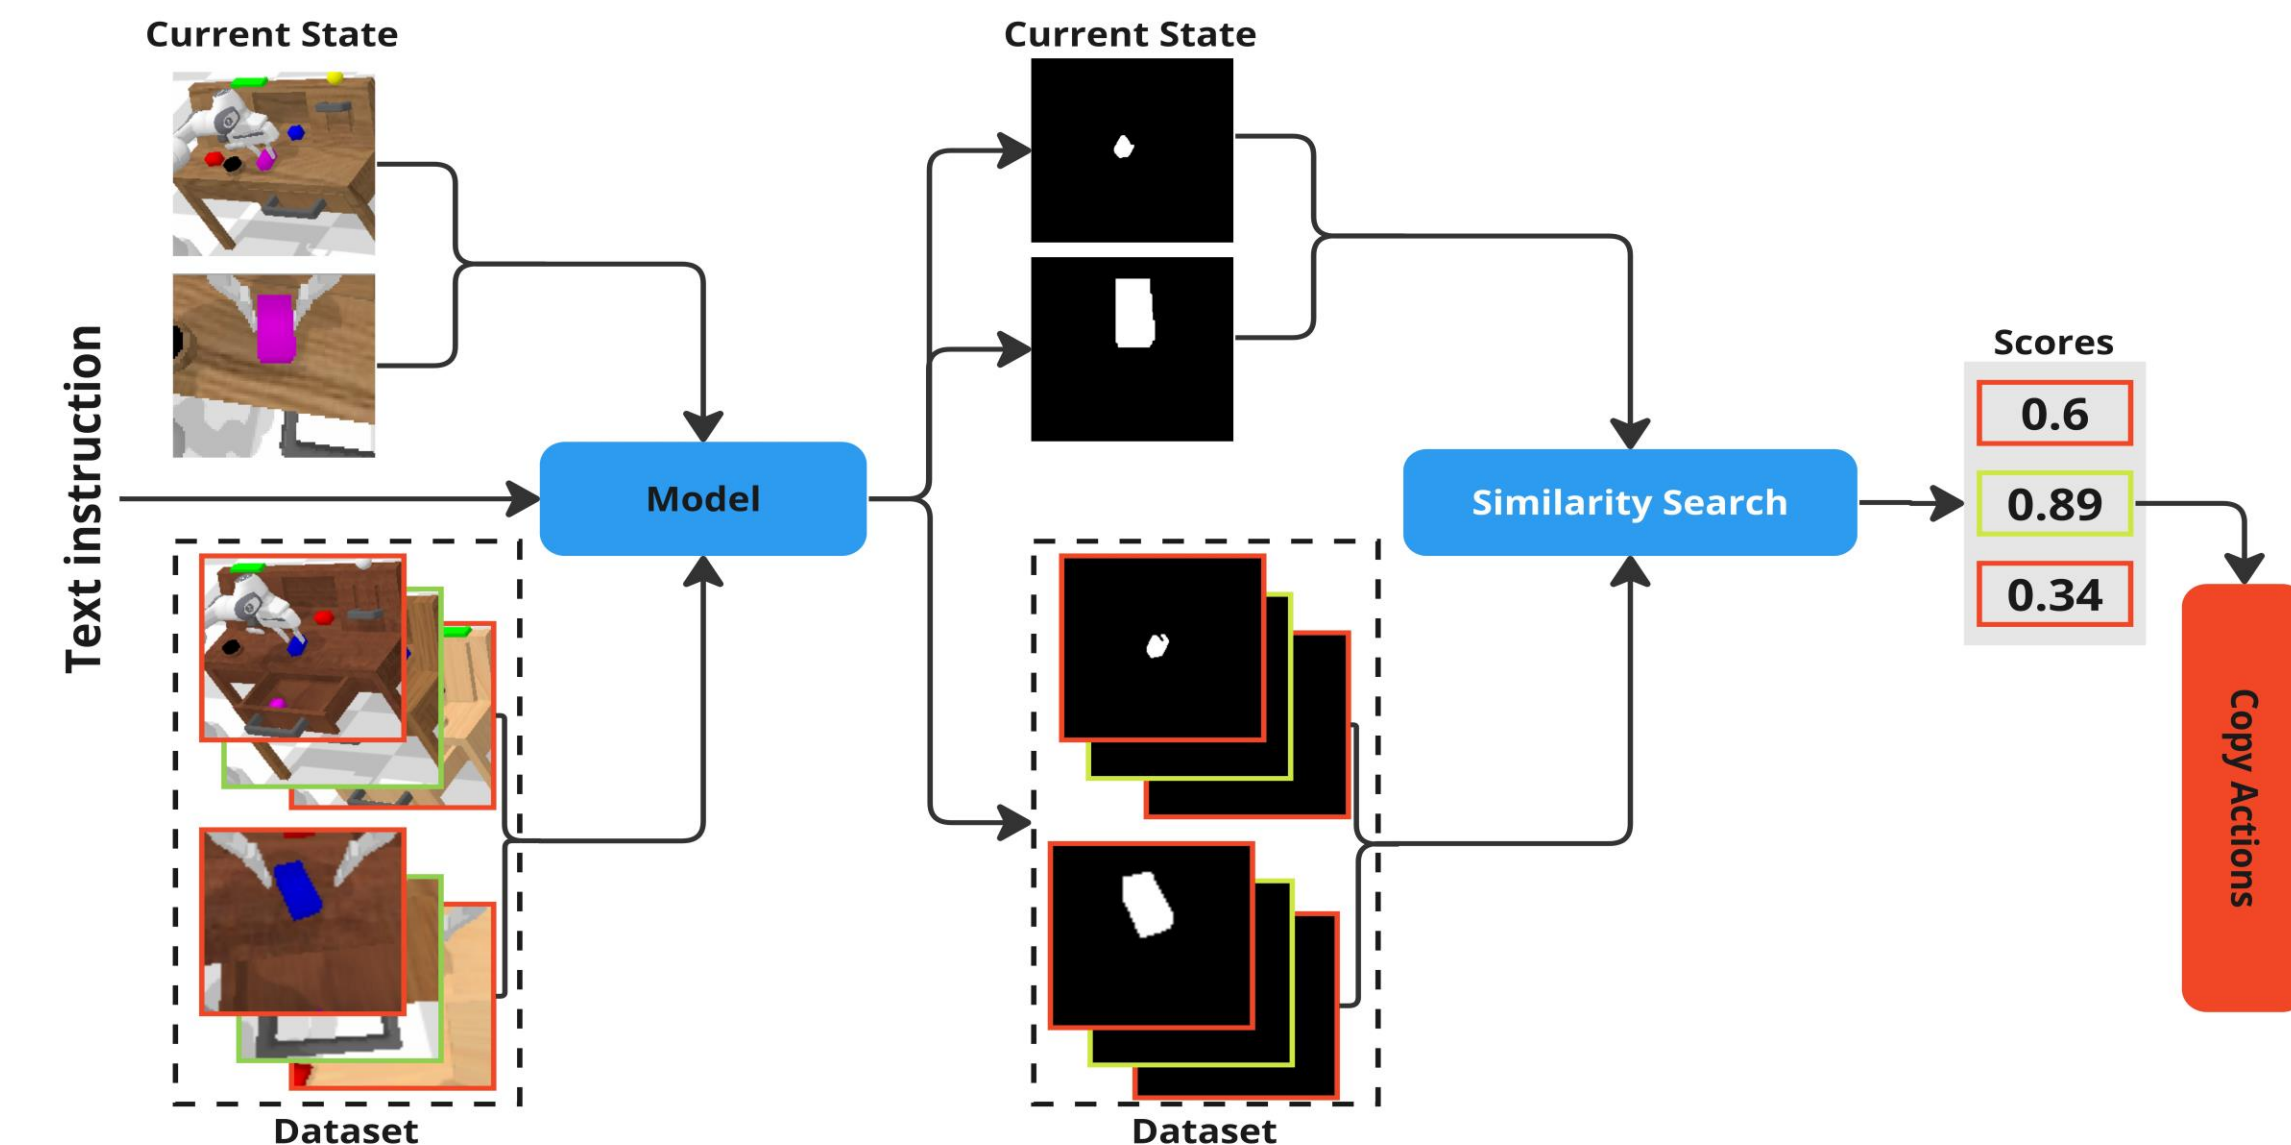 Current State
Current State
Text instruction
Model
Similarity Search
Scores
0.6
0.89
0.34
Copy Actions
Dataset
Dataset